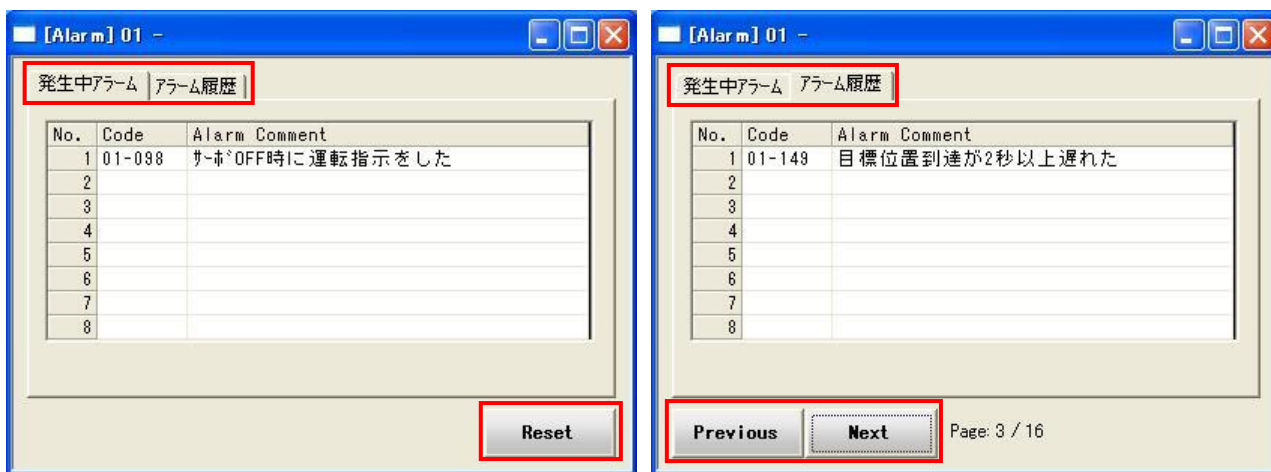 [Alarm] 01 -
発生中アラーム アラーム履歴
No. Code Alarm Comment
1 01-098 サーボOFF時に運転指示をした
2
3
4
5
6
7
8
Reset
[Alarm] 01 -
発生中アラーム アラーム履歴
No. Code Alarm Comment
1 01-149 目標位置到達が2秒以上遅れた
2
3
4
5
6
7
8
Previous Next Page: 3 / 16